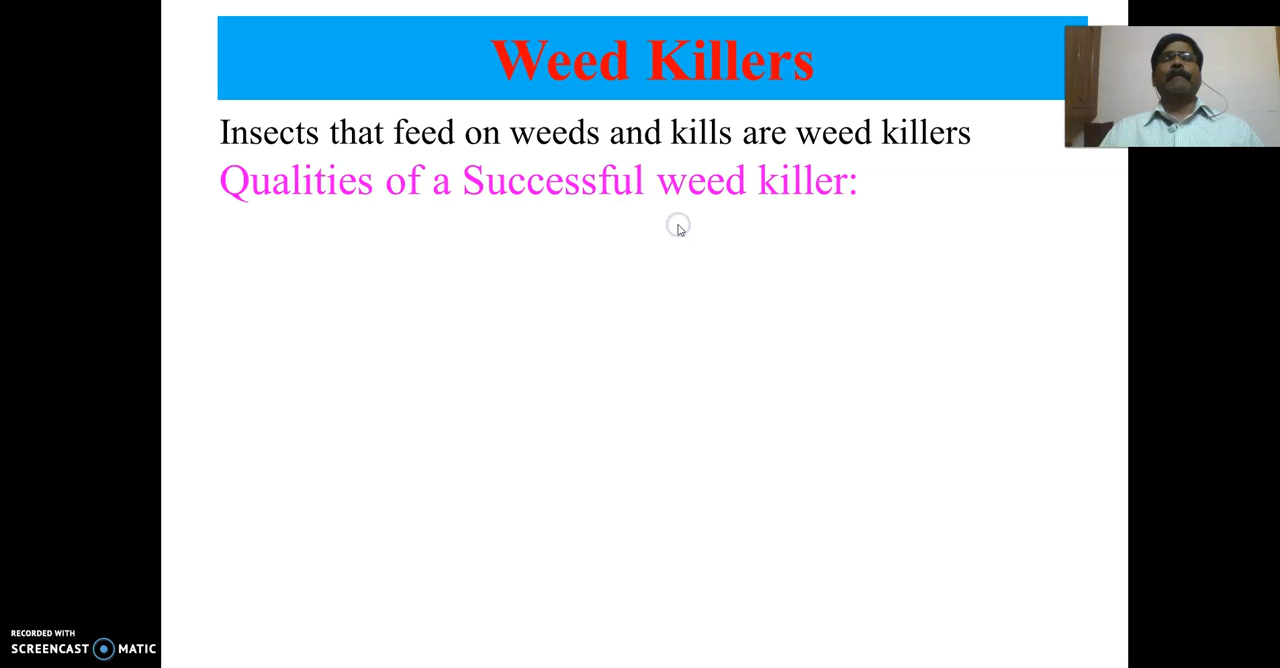 Weed Killers
Insects that feed on weeds and kills are weed killers
Qualities of a Successful weed killer:
RECORDED WITH
SCREENCAST MATIC